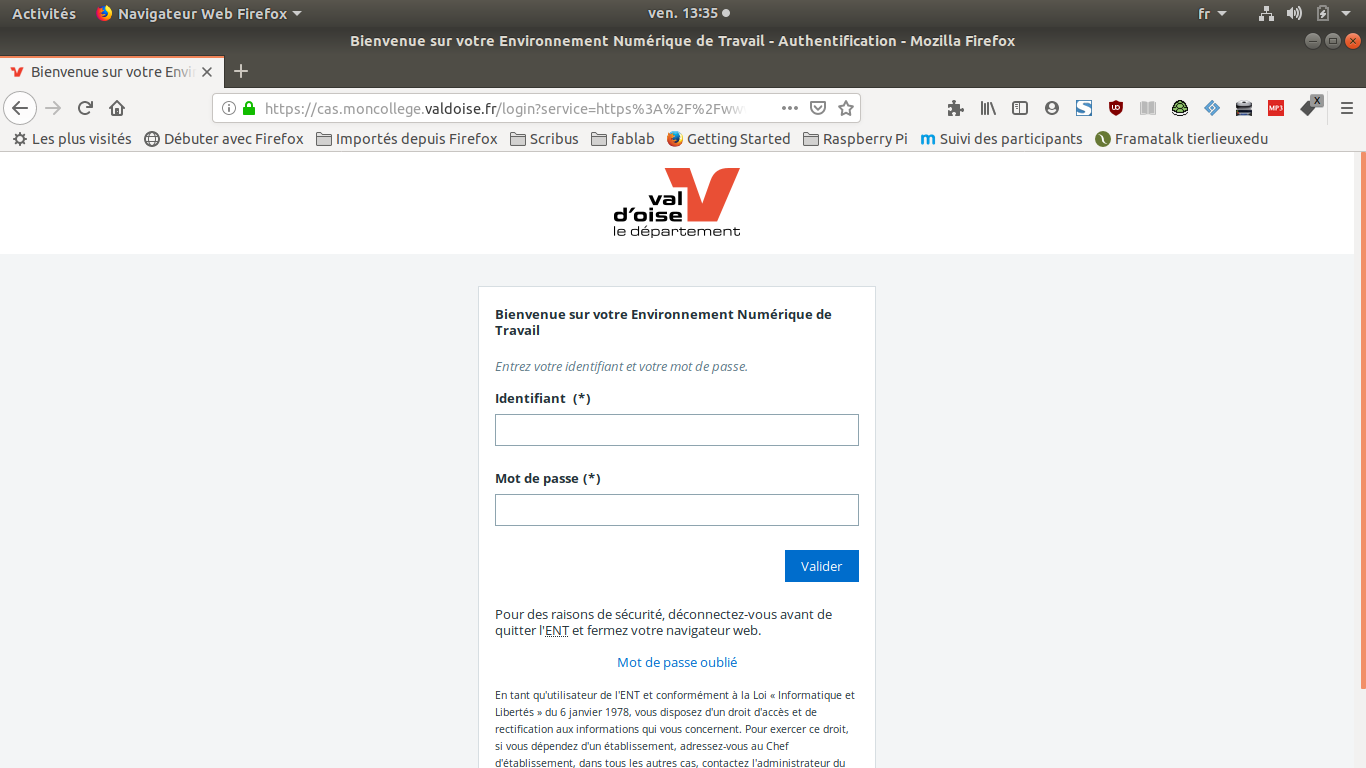 Activités Navigateur Web Firefox ven. 13:35 fr
Bienvenue sur votre Environnement Numérique de Travail - Authentification - Mozilla Firefox
Bienvenue sur votre Envi
https://cas.moncollege.valdoise.fr/login?service=https%3A%2F%2Fww
Les plus visités Débuter avec Firefox Importés depuis Firefox Scribus fablab Getting Started Raspberry Pi Suivi des participants Framatalk tierlieuxedu
val
d'oise
le département
Bienvenue sur votre Environnement Numérique de
Travail
Entrez votre identifiant et votre mot de passe.
Identifiant (*)
Mot de passe (*)
Valider
Pour des raisons de sécurité, déconnectez-vous avant de
quitter l'ENT et fermez votre navigateur web.
Mot de passe oublié
En tant qu'utilisateur de l'ENT et conformément à la Loi « Informatique et
Libertés » du 6 janvier 1978, vous disposez d'un droit d'accès et de
rectification aux informations qui vous concernent. Pour exercer ce droit,
si vous dépendez d'un établissement, adressez-vous au Chef
d'établissement, dans tous les autres cas, contactez l'administrateur du